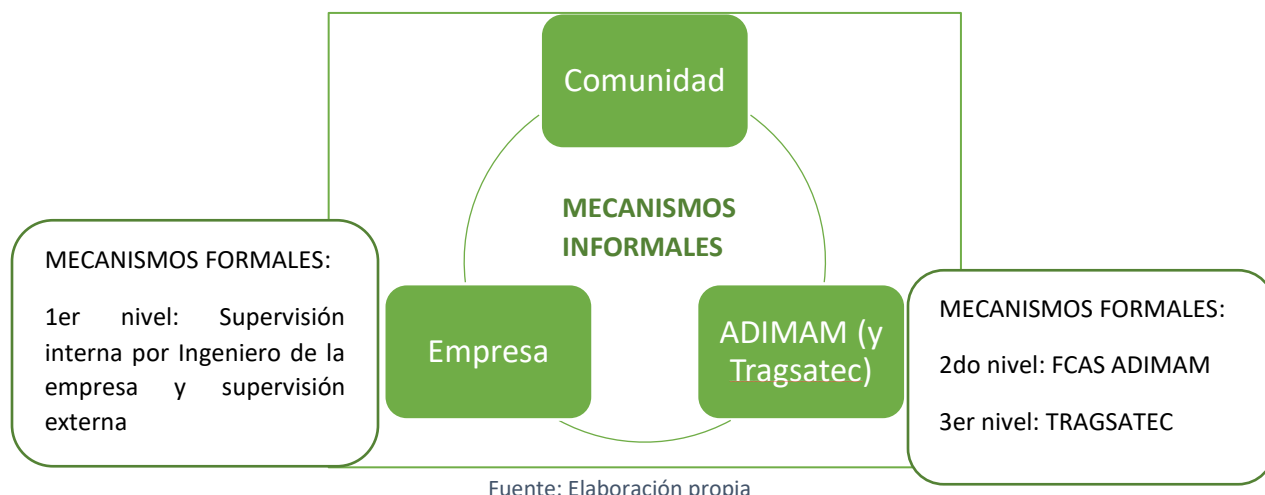 Comunidad
MECANISMOS
INFORMALES
MECANISMOS FORMALES:
1er nivel: Supervisión
interna por Ingeniero de la
empresa y supervisión
externa
Empresa
ADIMAM (y
Tragsatec)
MECANISMOS FORMALES:
2do nivel: FCAS ADIMAM
3er nivel: TRAGSATEC
Fuente: Elaboración propia